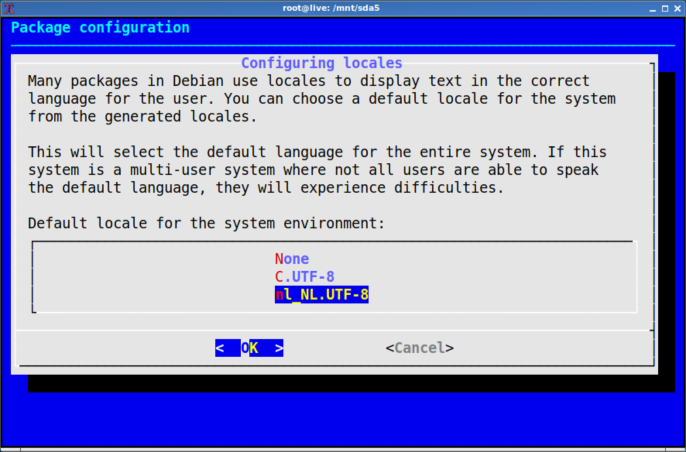 root@live: /mnt/sda5
Package configuration
Configuring locales
Many packages in Debian use locales to display text in the correct
language for the user. You can choose a default locale for the system
from the generated locales.
This will select the default language for the entire system. If this
system is a multi-user system where not all users are able to speak
the default language, they will experience difficulties.
Default locale for the system environment:
None
C.UTF-8
nl_NL.UTF-8
< OK > <Cancel>